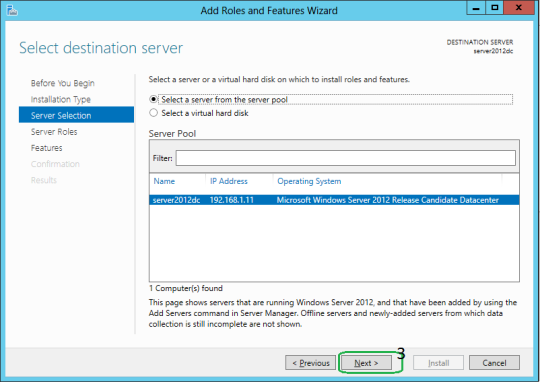 Add Roles and Features Wizard
Select destination server
DESTINATION SERVER
server2012dc
Before You Begin
Installation Type
Server Selection
Server Roles
Features
Confirmation
Results
Select a server or a virtual hard disk on which to install roles and features.
Select a server from the server pool
Select a virtual hard disk
Server Pool
Filter:
Name IP Address Operating System
server2012dc 192.168.1.11 Microsoft Windows Server 2012 Release Candidate Datacenter
1 Computer(s) found
This page shows servers that are running Windows Server 2012, and that have been added by using the
Add Servers command in Server Manager. Offline servers and newly-added servers from which data
collection is still incomplete are not shown.
< Previous Next > 3 Install Cancel